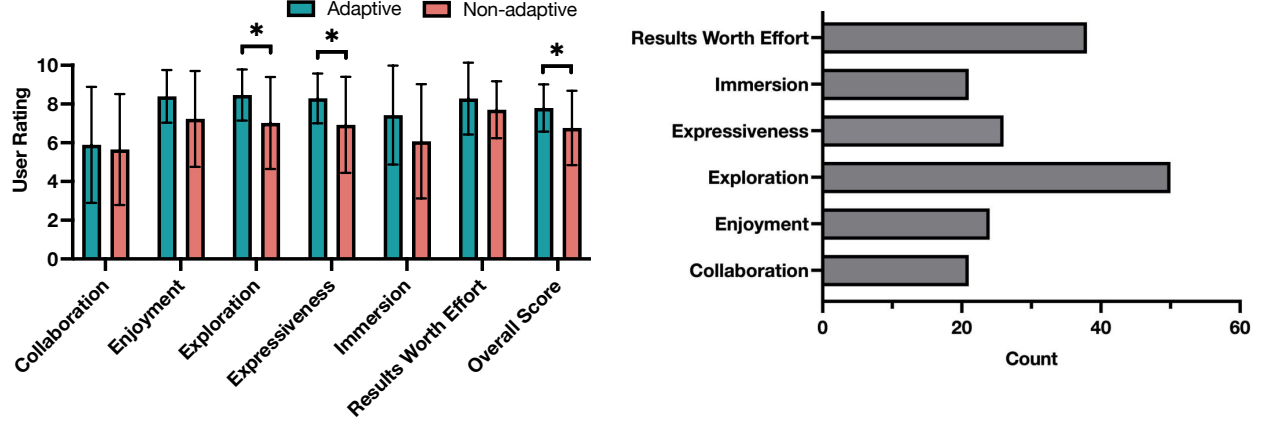 Adaptive Non-adaptive
* * *
User Rating
10
8
6
4
2
0
Collaboration
Enjoyment
Exploration
Expressiveness
Immersion
Results Worth Effort
Overall Score
Results Worth Effort
Immersion
Expressiveness
Exploration
Enjoyment
Collaboration
0 20 40 60
Count